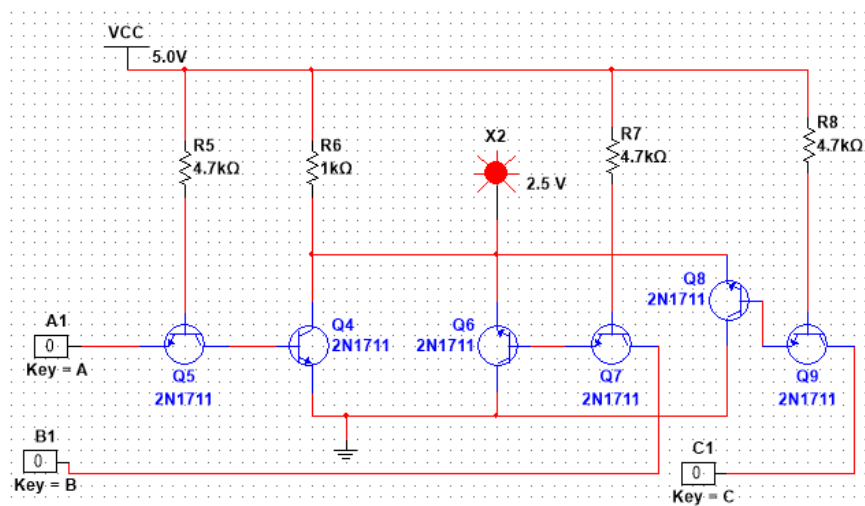 VCC
5.0V
R5
4.7kΩ
R6
1kΩ
X2
2.5 V
R7
4.7kΩ
R8
4.7kΩ
A1
0
Key = A
Q5
2N1711
Q4
2N1711
Q6
2N1711
Q7
2N1711
Q8
2N1711
Q9
2N1711
B1
0
Key = B
C1
0
Key = C